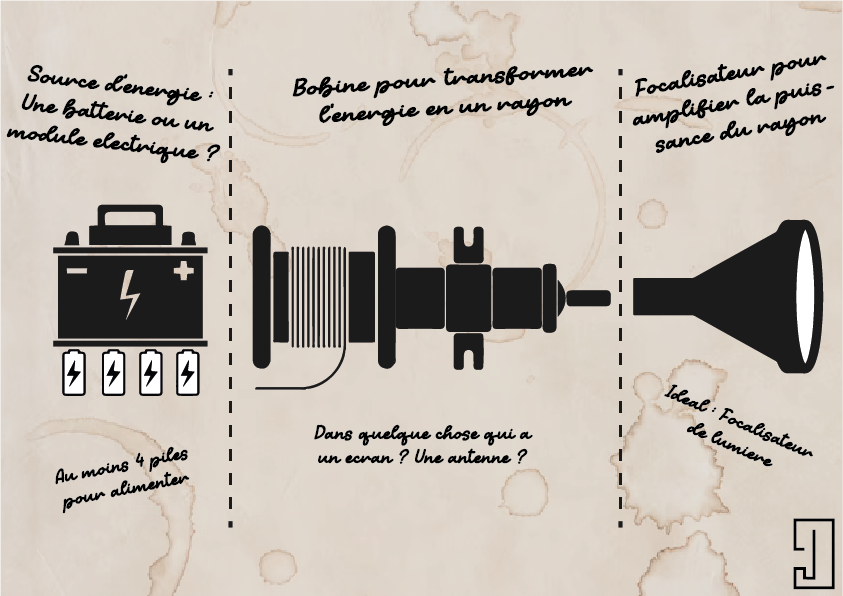 Source d'energie :
Une batterie ou un
module electrique ?
Au moins 4 piles
pour alimenter
Bobine pour transformer
l'energie en un rayon
Dans quelque chose qui a
un ecran ? Une antenne ?
Focalisateur pour
amplifier la puis-
sance du rayon
Ideal : Focalisateur
de lumiere